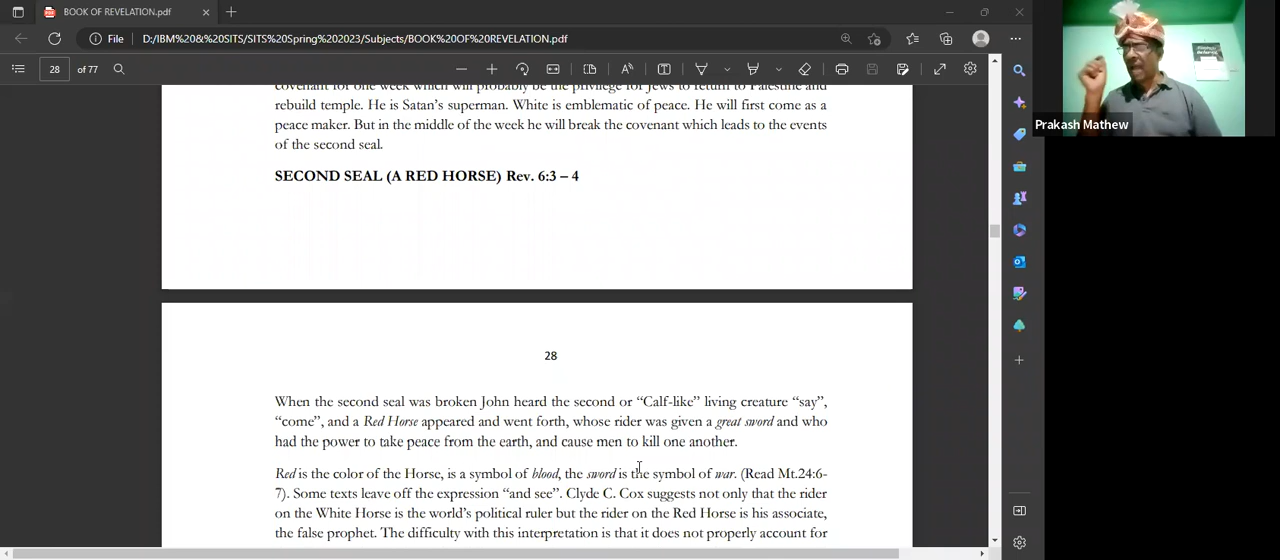 BOOK OF REVELATION.pdf
File
D:/IBM%20&%20SITS/SITS%20Spring%202023/Subjects/BOOK%20OF%20REVELATION.pdf
28 of 77
Prakash Mathew
covenant for one week which will probably be the privilege for Jews to return to Palestine and
rebuild temple. He is Satan's superman. White is emblematic of peace. He will first come as a
peace maker. But in the middle of the week he will break the covenant which leads to the events
of the second seal.
SECOND SEAL (A RED HORSE) Rev. 6:3 – 4
28
When the second seal was broken John heard the second or “Calf-like” living creature “say”,
“come”, and a Red Horse appeared and went forth, whose rider was given a great sword and who
had the power to take peace from the earth, and cause men to kill one another.
Red is the color of the Horse, is a symbol of blood, the sword is the symbol of war. (Read Mt.24:6-
7). Some texts leave off the expression “and see”. Clyde C. Cox suggests not only that the rider
on the White Horse is the world’s political ruler but the rider on the Red Horse is his associate,
the false prophet. The difficulty with this interpretation is that it does not properly account for